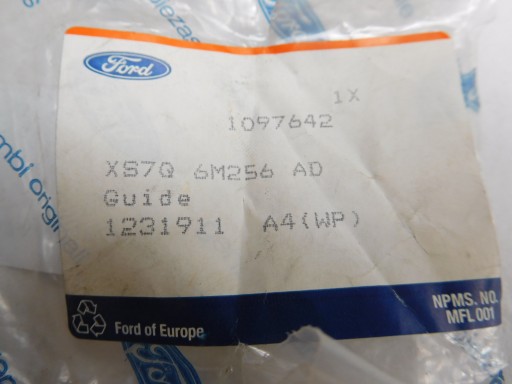 Ford
1X
1097642
XS7Q 6M256 AD
Guide
1231911 A4(WP)
Ford of Europe
NPMS. NO.
MFL 001